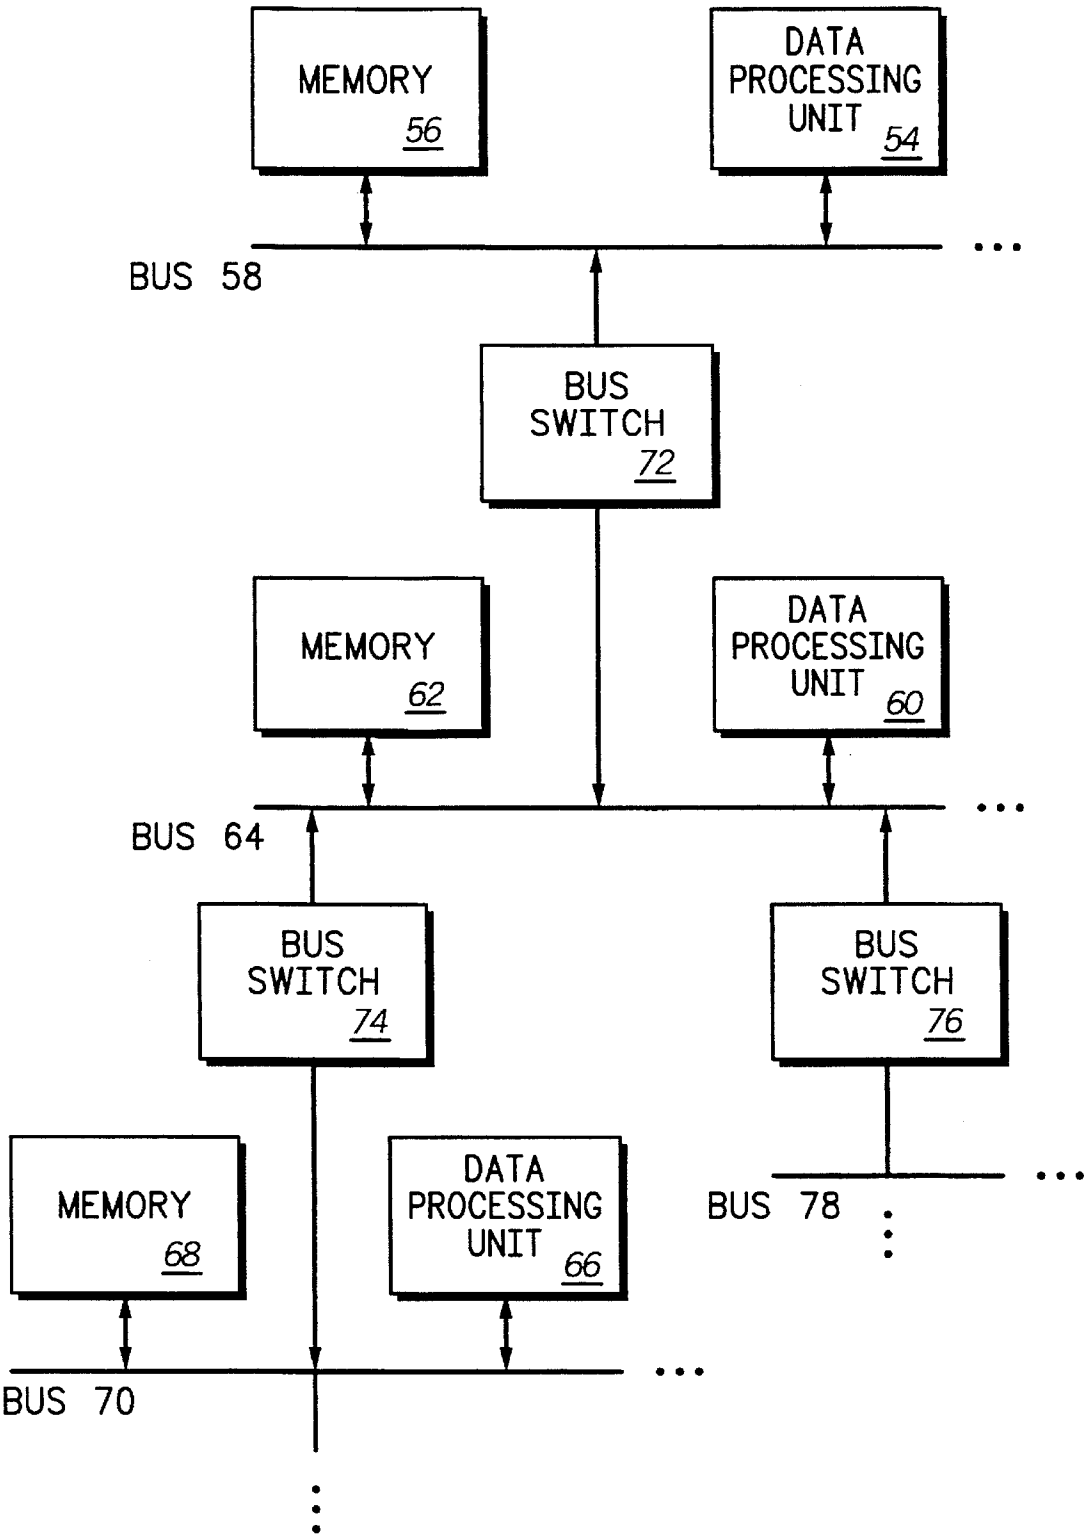 MEMORY
56
DATA
PROCESSING
UNIT
54
BUS 58
BUS
SWITCH
72
MEMORY
62
DATA
PROCESSING
UNIT
60
BUS 64
BUS
SWITCH
74
BUS
SWITCH
76
MEMORY
68
DATA
PROCESSING
UNIT
66
BUS 78
BUS 70